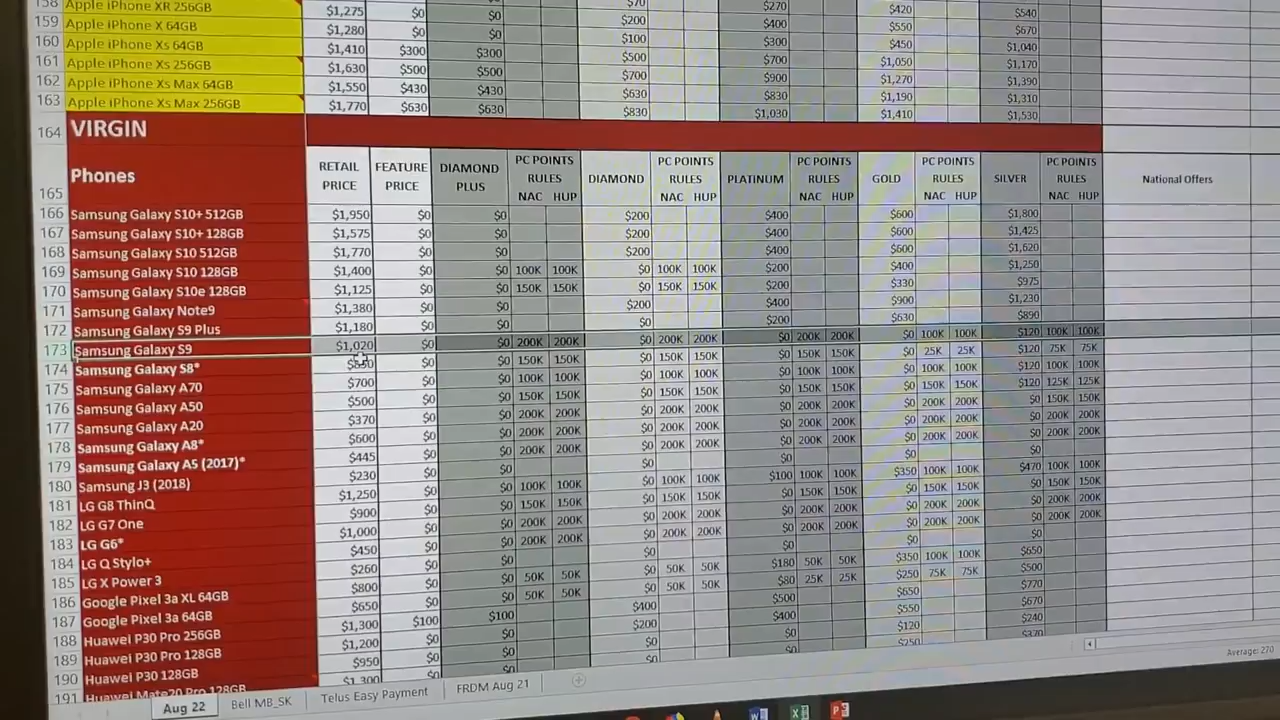 $70 $270 $420 $540
158 Apple iPhone XR 256GB $1,275 $0 $0 $200 $400 $550 $670
159 Apple iPhone X 64GB $1,280 $0 $0 $100 $300 $450 $1,040
160 Apple iPhone Xs 64GB $1,410 $300 $300 $500 $700 $1,050 $1,170
161 Apple iPhone Xs 256GB $1,630 $500 $500 $700 $900 $1,270 $1,390
162 Apple iPhone Xs Max 64GB $1,550 $430 $430 $630 $830 $1,190 $1,310
163 Apple iPhone Xs Max 256GB $1,770 $630 $630 $830 $1,030 $1,410 $1,530
164 VIRGIN
165 Phones RETAIL PRICE FEATURE PRICE DIAMOND PLUS PC POINTS RULES NAC HUP DIAMOND PC POINTS RULES NAC HUP PLATINUM PC POINTS RULES NAC HUP GOLD PC POINTS RULES NAC HUP SILVER PC POINTS RULES NAC HUP National Offers
166 Samsung Galaxy S10+ 512GB $1,950 $0 $0 $200 $400 $600 $1,800
167 Samsung Galaxy S10+ 128GB $1,575 $0 $0 $200 $400 $600 $1,425
168 Samsung Galaxy S10 512GB $1,770 $0 $0 $200 $400 $600 $1,620
169 Samsung Galaxy S10 128GB $1,400 $0 $0 100K 100K $0 100K 100K $200 $400 $1,250
170 Samsung Galaxy S10e 128GB $1,125 $0 $0 150K 150K $0 150K 150K $200 $330 $975
171 Samsung Galaxy Note9 $1,380 $0 $0 $200 $400 $900 $1,230
172 Samsung Galaxy S9 Plus $1,180 $0 $0 $0 $200 $630 $890
173 Samsung Galaxy S9 $1,020 $0 $0 200K 200K $0 200K 200K $0 200K 200K $0 100K 100K $120 100K 100K
174 Samsung Galaxy S8* $850 $0 $0 150K 150K $0 150K 150K $0 150K 150K $0 25K 25K $120 75K 75K
175 Samsung Galaxy A70 $700 $0 $0 100K 100K $0 100K 100K $0 100K 100K $0 100K 100K $120 100K 100K
176 Samsung Galaxy A50 $500 $0 $0 150K 150K $0 150K 150K $0 150K 150K $0 150K 150K $120 125K 125K
177 Samsung Galaxy A20 $370 $0 $0 200K 200K $0 200K 200K $0 200K 200K $0 200K 200K $0 150K 150K
178 Samsung Galaxy A8* $600 $0 $0 200K 200K $0 200K 200K $0 200K 200K $0 200K 200K $0 200K 200K
179 Samsung Galaxy A5 (2017)* $445 $0 $0 200K 200K $0 200K 200K $0 200K 200K $0 200K 200K $0 200K 200K
180 Samsung J3 (2018) $230 $0 $0 $0 $0 $0 $0
181 LG G8 ThinQ $1,250 $0 $0 100K 100K $0 100K 100K $100 100K 100K $350 100K 100K $470 100K 100K
182 LG G7 One $900 $0 $0 150K 150K $0 150K 150K $0 150K 150K $0 150K 150K $0 150K 150K
183 LG G6* $1,000 $0 $0 200K 200K $0 200K 200K $0 200K 200K $0 200K 200K $0 200K 200K
184 LG Q Stylo+ $450 $0 $0 200K 200K $0 200K 200K $0 200K 200K $0 200K 200K $0 200K 200K
185 LG X Power 3 $260 $0 $0 $0 $0 $0
186 Google Pixel 3a XL 64GB $800 $0 $0 50K 50K $0 50K 50K $180 50K 50K $350 100K 100K $650
187 Google Pixel 3a 64GB $650 $0 $0 50K 50K $0 50K 50K $80 25K 25K $250 75K 75K $500
188 Huawei P30 Pro 256GB $1,300 $100 $100 $400 $500 $650 $770
189 Huawei P30 Pro 128GB $1,200 $0 $0 $200 $400 $550 $670
190 Huawei P30 128GB $950 $0 $0 $0 $0 $120 $240
191 Huawei Mate20 Pro 128GB $1,300 $0 $0 $0 $0 $250 $370
Aug 22 Bell MB_SK Telus Easy Payment FRDM Aug 21
Average: 270